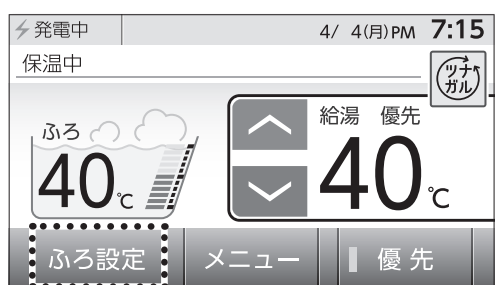 発電中
4/ 4(月)PM 7:15
保温中
ツナ
ガル
ふろ
40℃
給湯 優先
40℃
ふろ設定
メニュー
優先